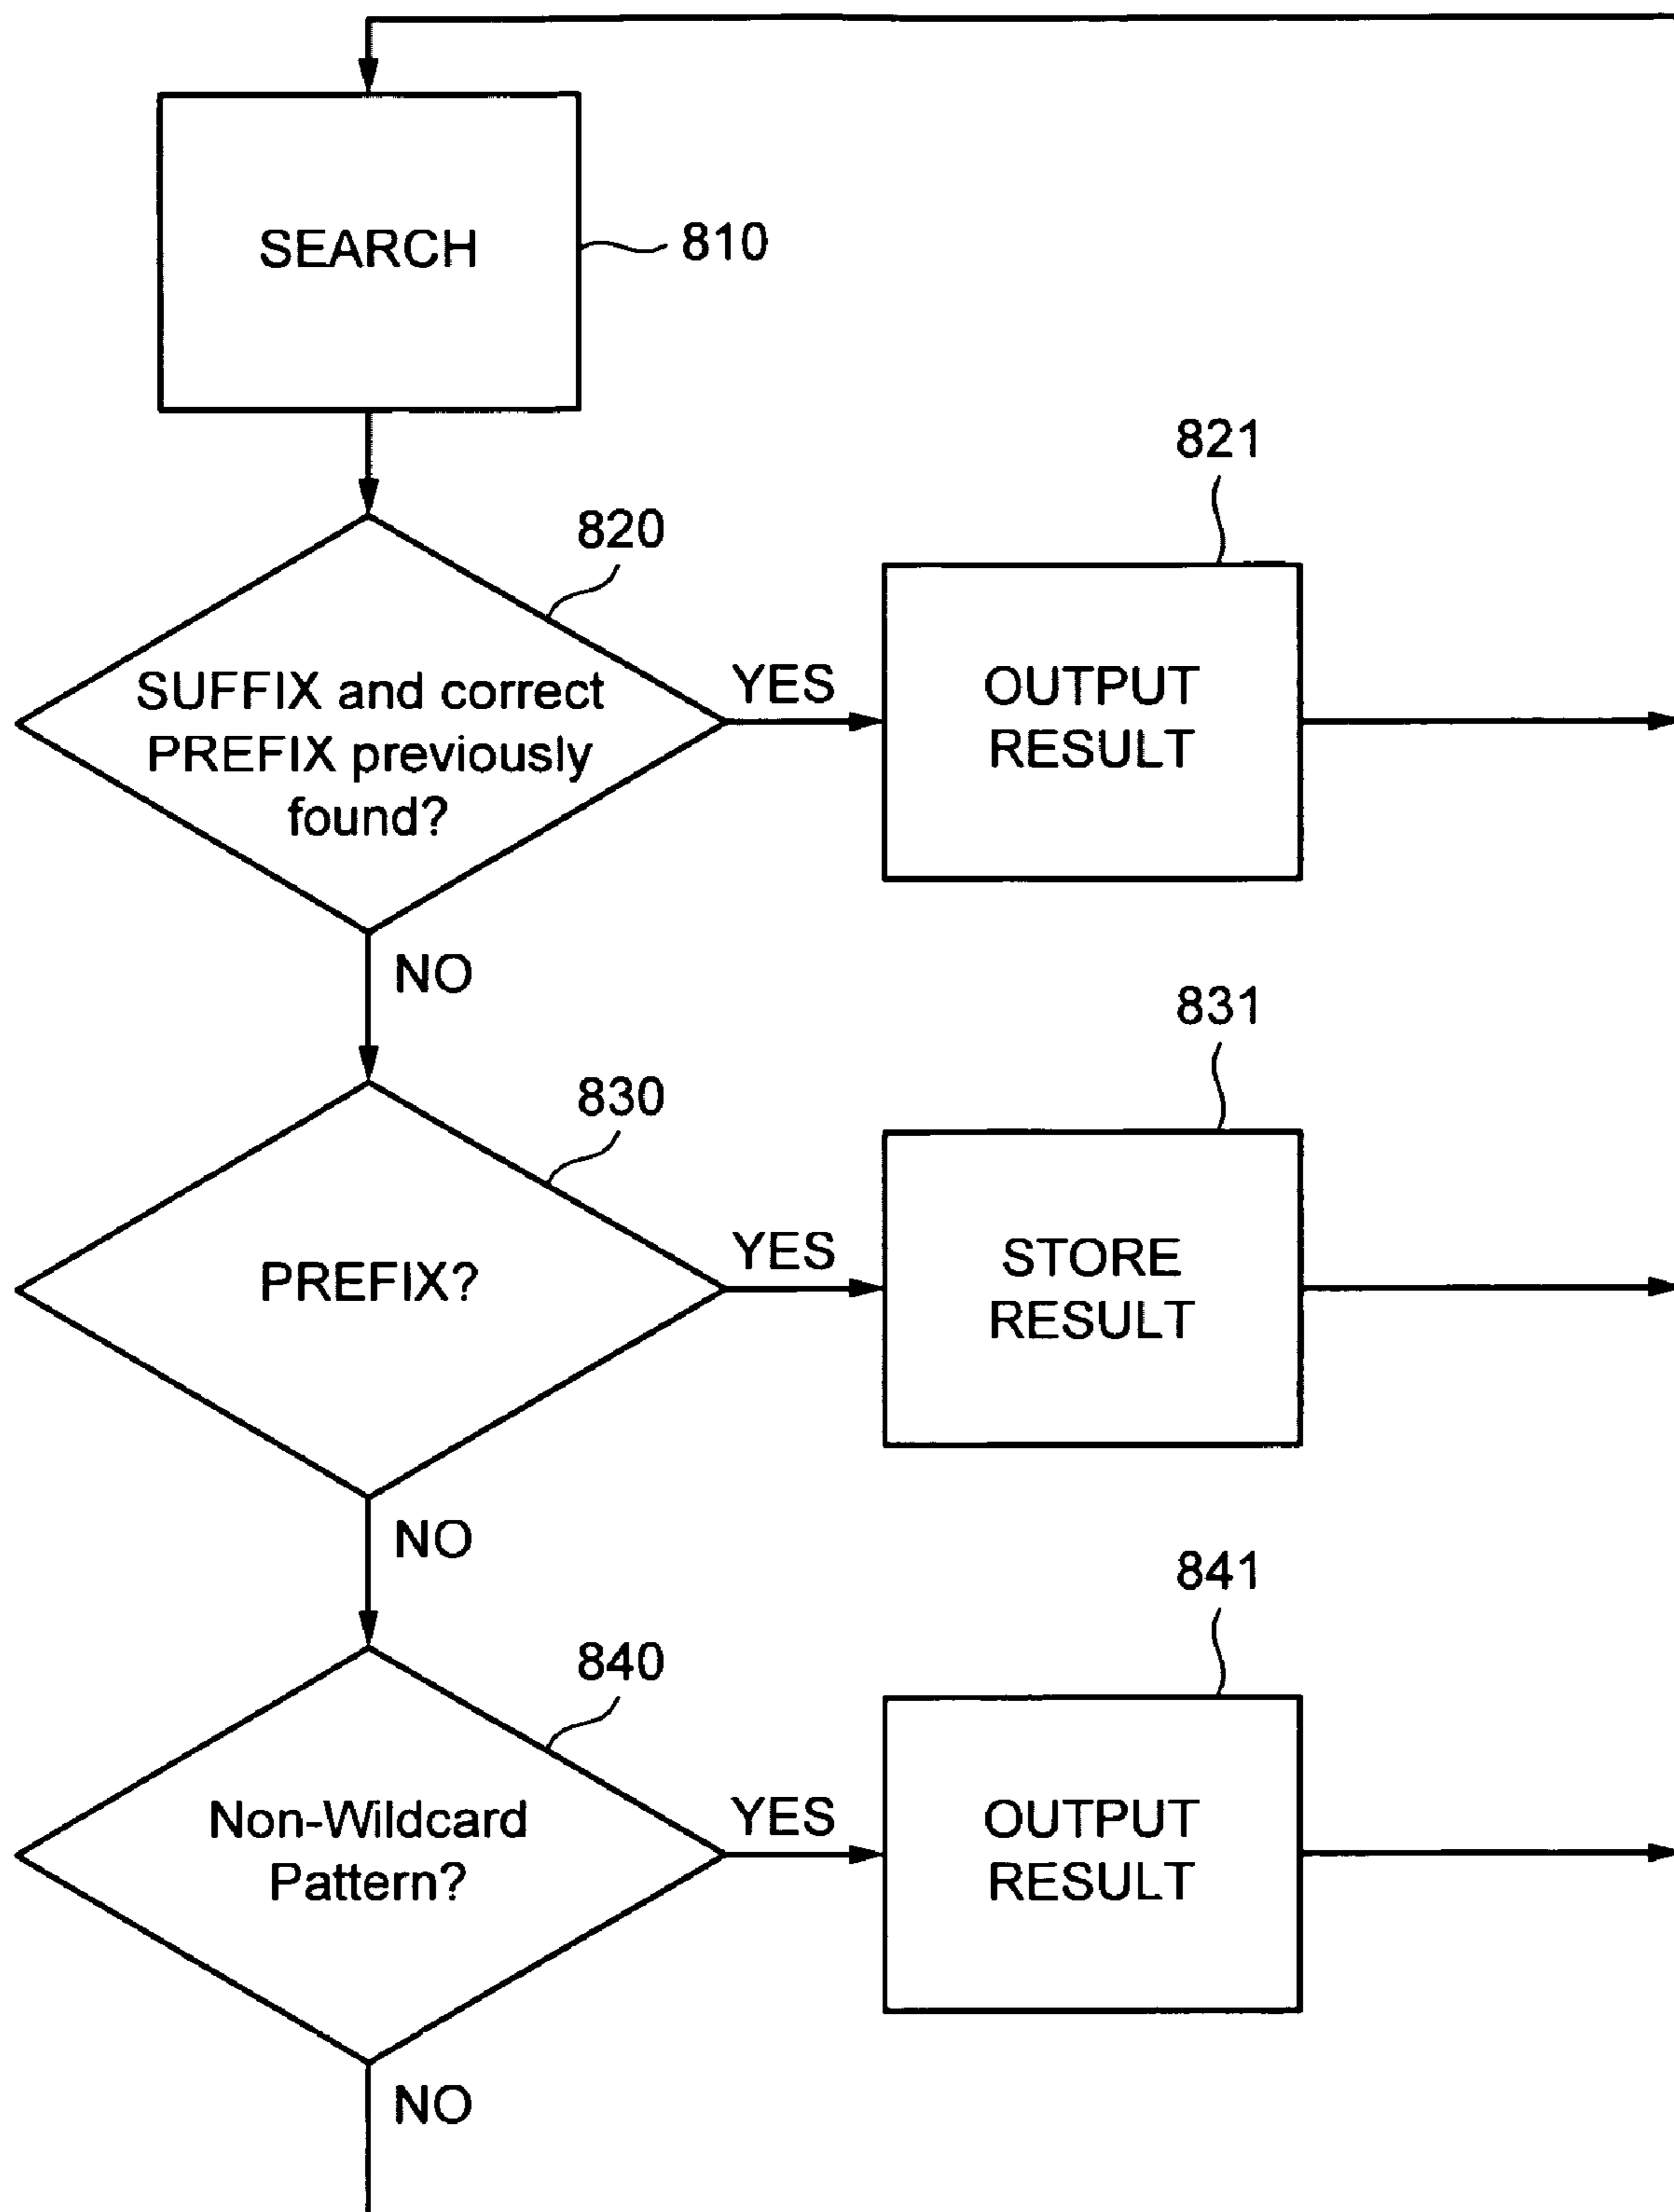 SEARCH
810
821
820
SUFFIX and correct
PREFIX previously
found?
YES
OUTPUT
RESULT
NO
831
830
PREFIX?
YES
STORE
RESULT
NO
841
840
Non-Wildcard
Pattern?
YES
OUTPUT
RESULT
NO